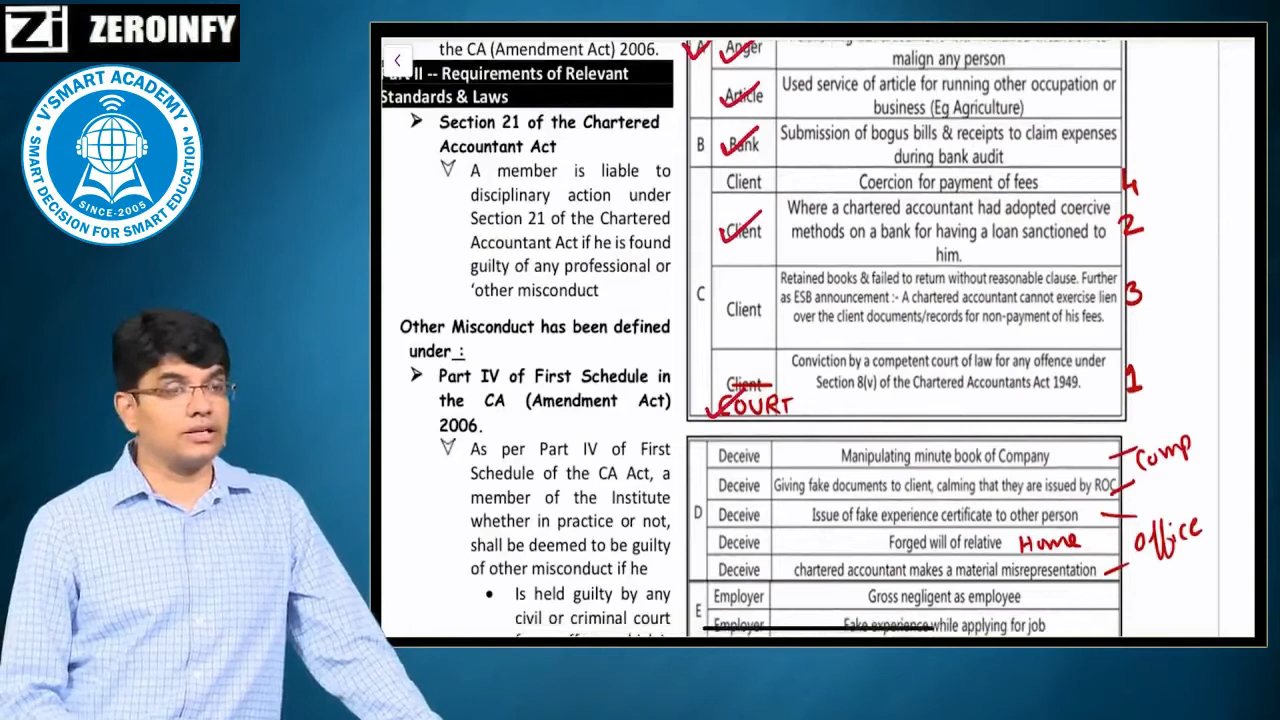 Zi ZEROINFY
V'SMART ACADEMY
SMART DECISION FOR SMART EDUCATION
SINCE-2005
the CA (Amendment Act) 2006.
Part II -- Requirements of Relevant
Standards & Laws
Section 21 of the Chartered
Accountant Act
A member is liable to
disciplinary action under
Section 21 of the Chartered
Accountant Act if he is found
guilty of any professional or
‘other misconduct
Other Misconduct has been defined
under :
Part IV of First Schedule in
the CA (Amendment Act)
2006.
As per Part IV of First
Schedule of the CA Act, a
member of the Institute
whether in practice or not,
shall be deemed to be guilty
of other misconduct if he
Is held guilty by any
civil or criminal court
A Anger
malign any person
Article Used service of article for running other occupation or
business (Eg Agriculture)
B Bank Submission of bogus bills & receipts to claim expenses
during bank audit
C
Client Coercion for payment of fees 4
Client Where a chartered accountant had adopted coercive
methods on a bank for having a loan sanctioned to
him. 2
Client Retained books & failed to return without reasonable clause. Further
as ESB announcement :- A chartered accountant cannot exercise lien
over the client documents/records for non-payment of his fees. 3
Client Conviction by a competent court of law for any offence under
Section 8(v) of the Chartered Accountants Act 1949. 1
COURT
D
Deceive Manipulating minute book of Company Comp
Deceive Giving fake documents to client, calming that they are issued by ROC
Deceive Issue of fake experience certificate to other person
Deceive Forged will of relative Home Office
Deceive chartered accountant makes a material misrepresentation
E
Employer Gross negligent as employee
Employer Fake experience while applying for job